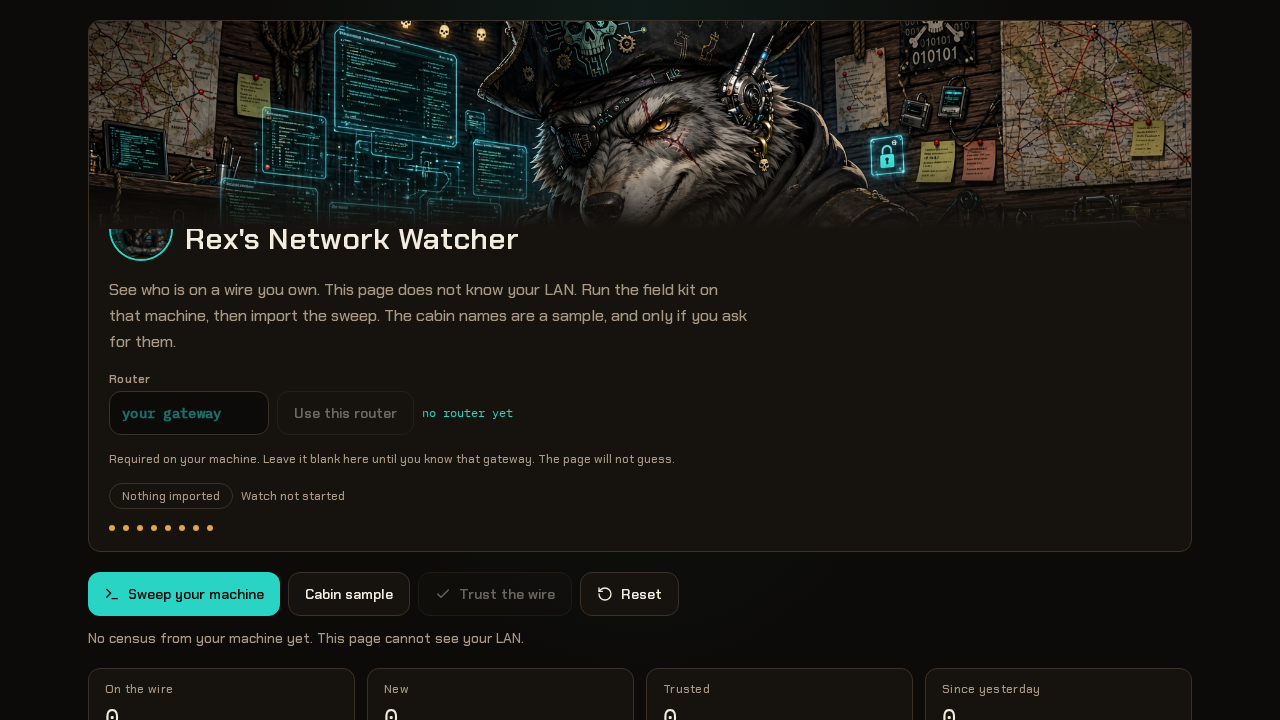 010101
010101
Rex's Network Watcher
See who is on a wire you own. This page does not know your LAN. Run the field kit on
that machine, then import the sweep. The cabin names are a sample, and only if you ask
for them.
Router
your gateway
Use this router
no router yet
Required on your machine. Leave it blank here until you know that gateway. The page will not guess.
Nothing imported
Watch not started
Sweep your machine
Cabin sample
Trust the wire
Reset
No census from your machine yet. This page cannot see your LAN.
On the wire
New
Trusted
Since yesterday
0
0
0
0